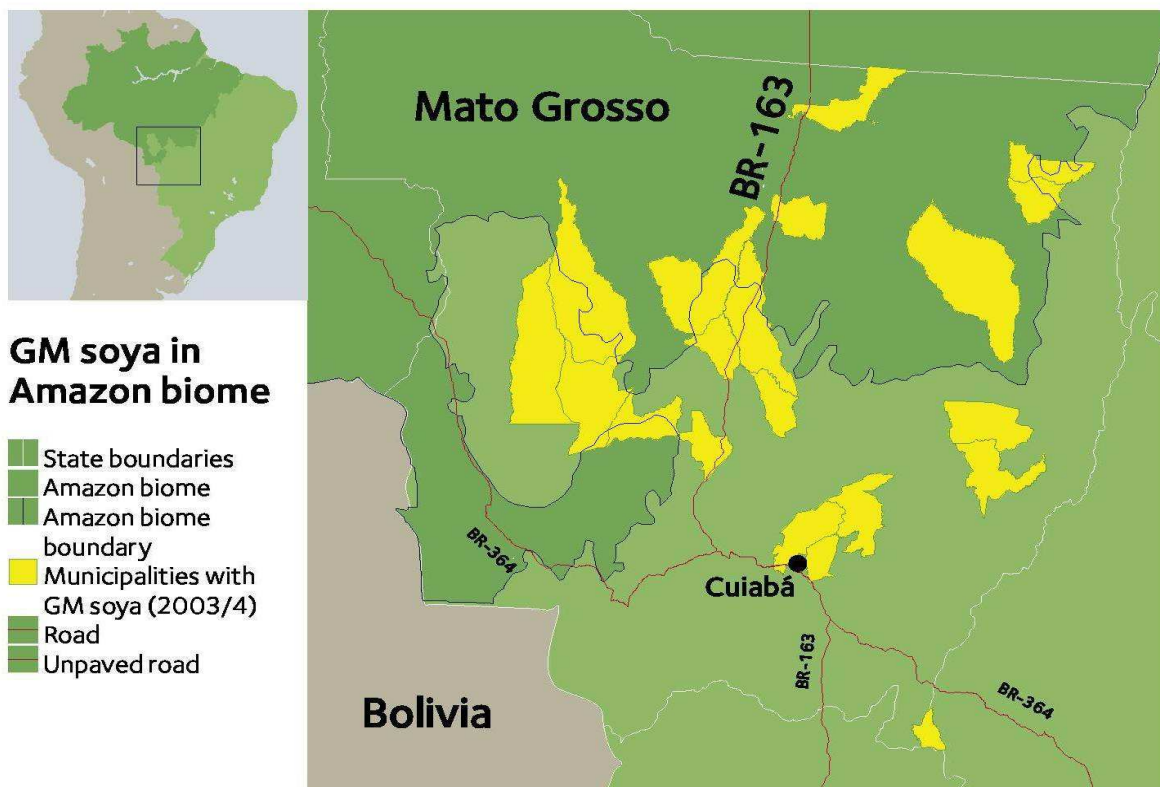 Mato Grosso
BR-163
GM soya in
Amazon biome
State boundaries
Amazon biome
Amazon biome
boundary
Municipalities with
GM soya (2003/4)
Road
Unpaved road
BR-364
Cuiabá
BR-163
BR-364
Bolivia